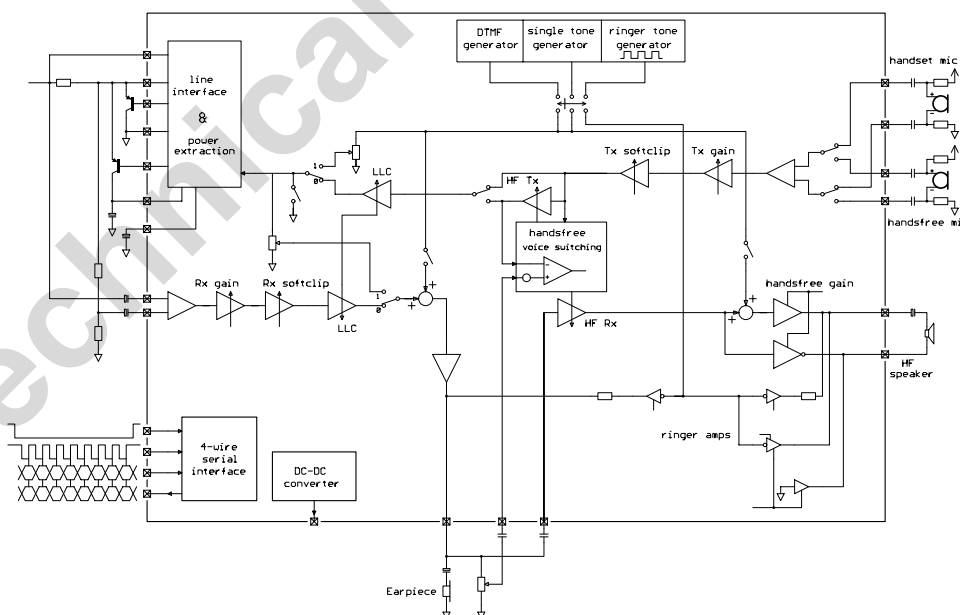 DTMF generator
single tone generator
ringer tone generator
line interface & power extraction
handset mic
Tx softclip
Tx gain
LLC
HF Tx
1
0
handsfree voice switching
-
+
handsfree mi
Rx gain
Rx softclip
LLC
1
0
+
+
HF Rx
+
+
handsfree gain
HF speaker
ringer amps
4-wire serial interface
DC-DC converter
Earpiece
echnical